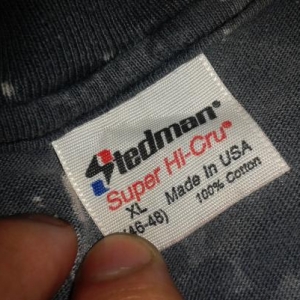 Stedman®
Super Hi-Cru®
XL
(46-48)
Made In USA
100% Cotton